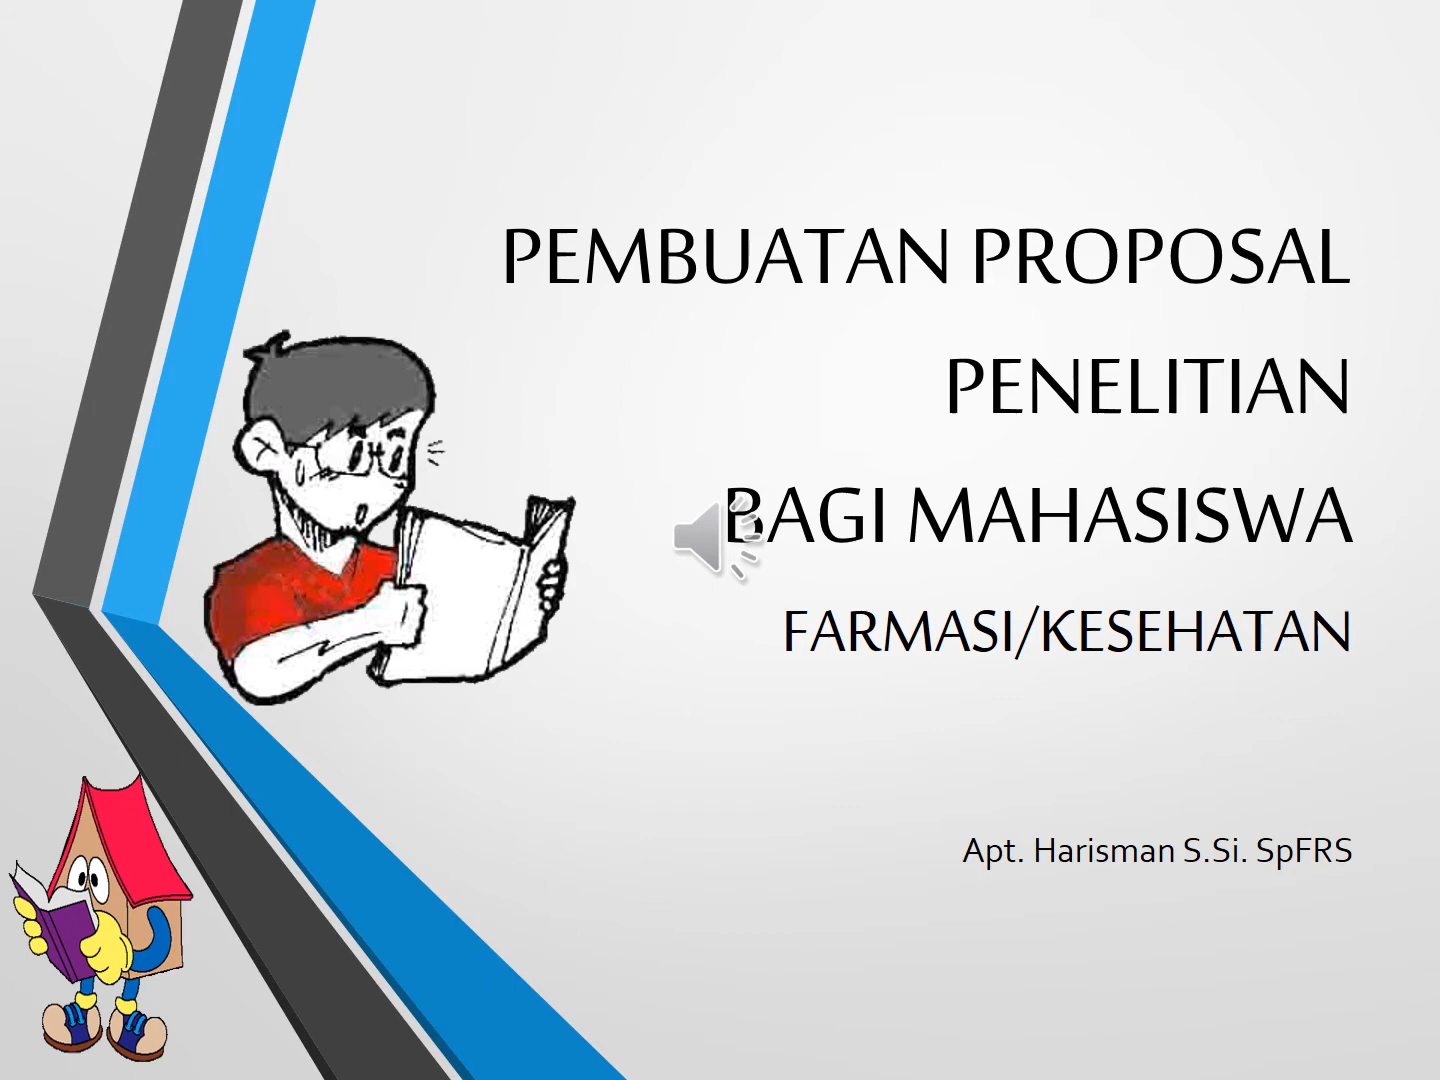 PEMBUATAN PROPOSAL
PENELITIAN
BAGI MAHASISWA
FARMASI/KESEHATAN
Apt. Harisman S.Si. SpFRS